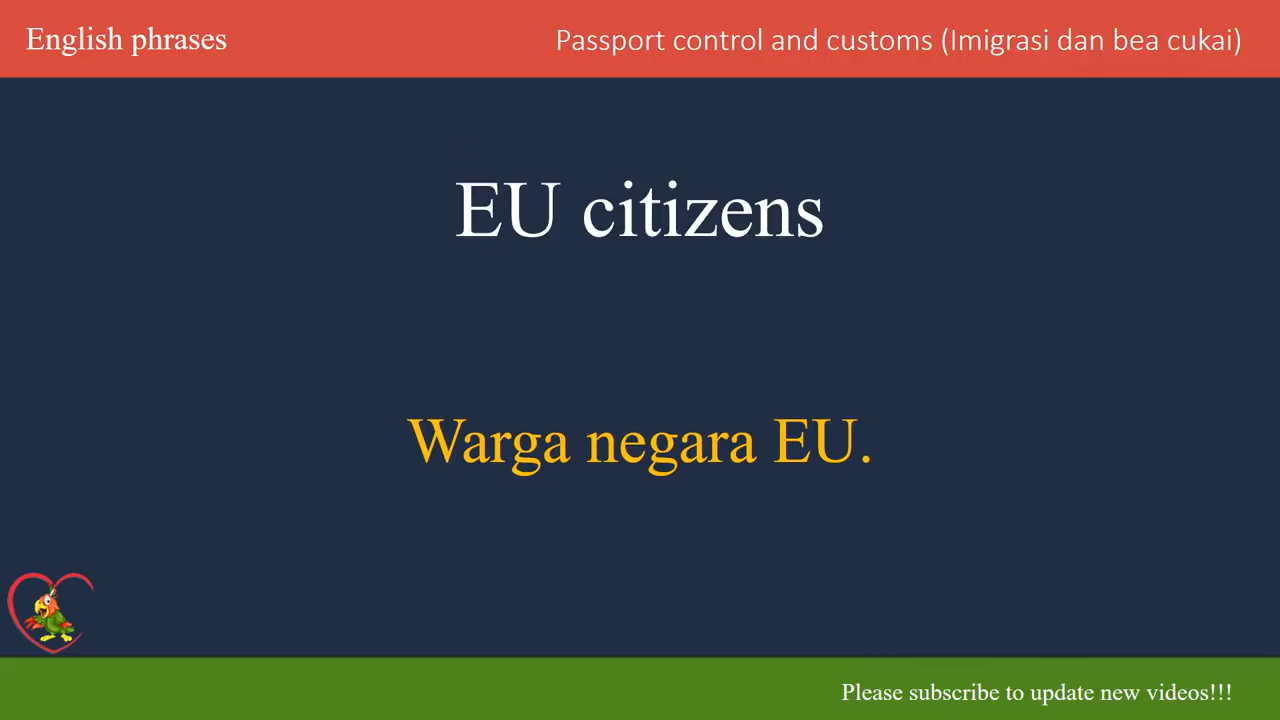 English phrases
Passport control and customs (Imigrasi dan bea cukai)
EU citizens
Warga negara EU.
Please subscribe to update new videos!!!